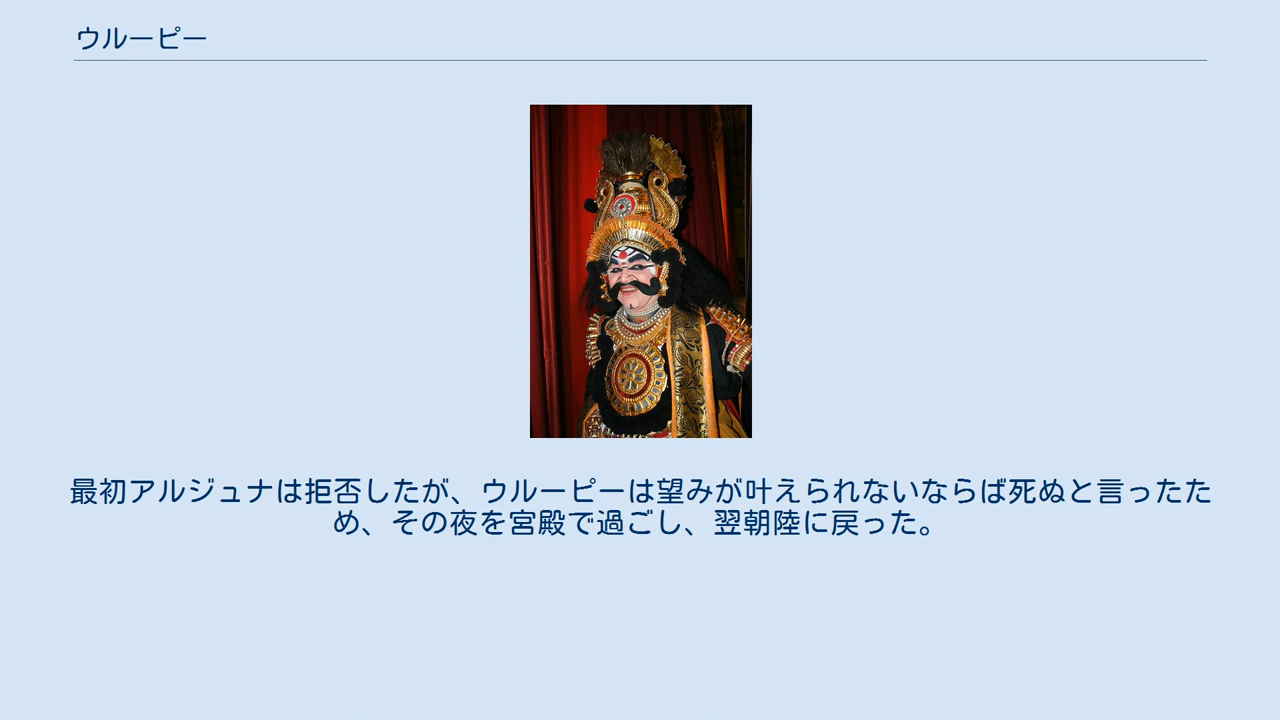 ウルーピー
最初アルジュナは拒否したが、ウルーピーは望みが叶えられないならば死ぬと言ったた
め、その夜を宮殿で過ごし、翌朝陸に戻った。